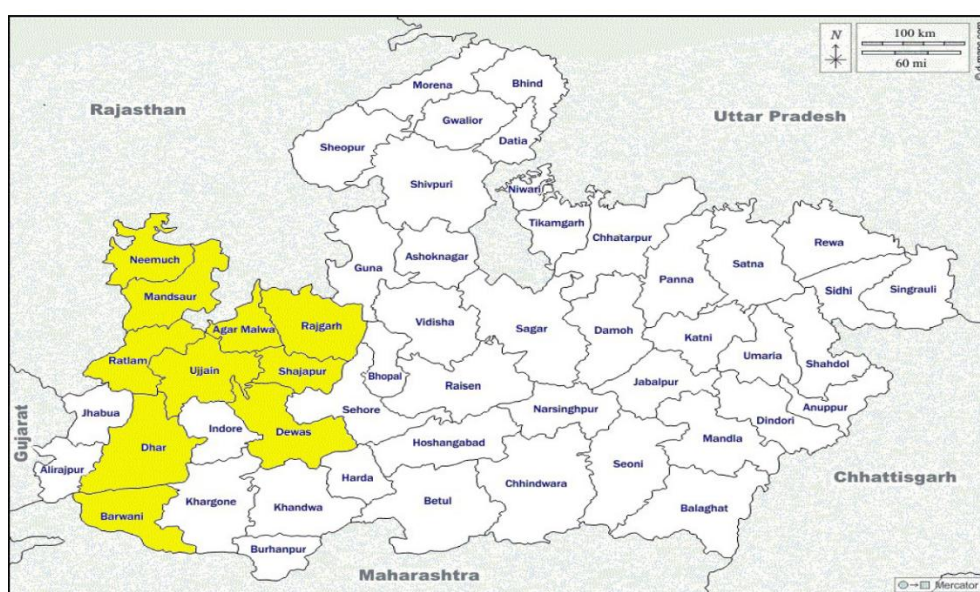 N
100 km
60 mi
© d-maps.com
Rajasthan
Uttar Pradesh
Morena
Bhind
Gwalior
Datia
Sheopur
Shivpuri
Niwari
Tikamgarh
Chhatarpur
Neemuch
Guna
Ashoknagar
Panna
Satna
Rewa
Mandsaur
Sidhi
Singrauli
Agar Malwa
Rajgarh
Vidisha
Sagar
Damoh
Katni
Ratlam
Ujjain
Shajapur
Bhopal
Raisen
Jabalpur
Umaria
Shahdol
Jhabua
Sehore
Narsinghpur
Anuppur
Indore
Dewas
Dindori
Gujarat
Dhar
Hoshangabad
Mandla
Alirajpur
Harda
Seoni
Chhattisgarh
Barwani
Khargone
Khandwa
Betul
Chhindwara
Balaghat
Burhanpur
Maharashtra
Mercator